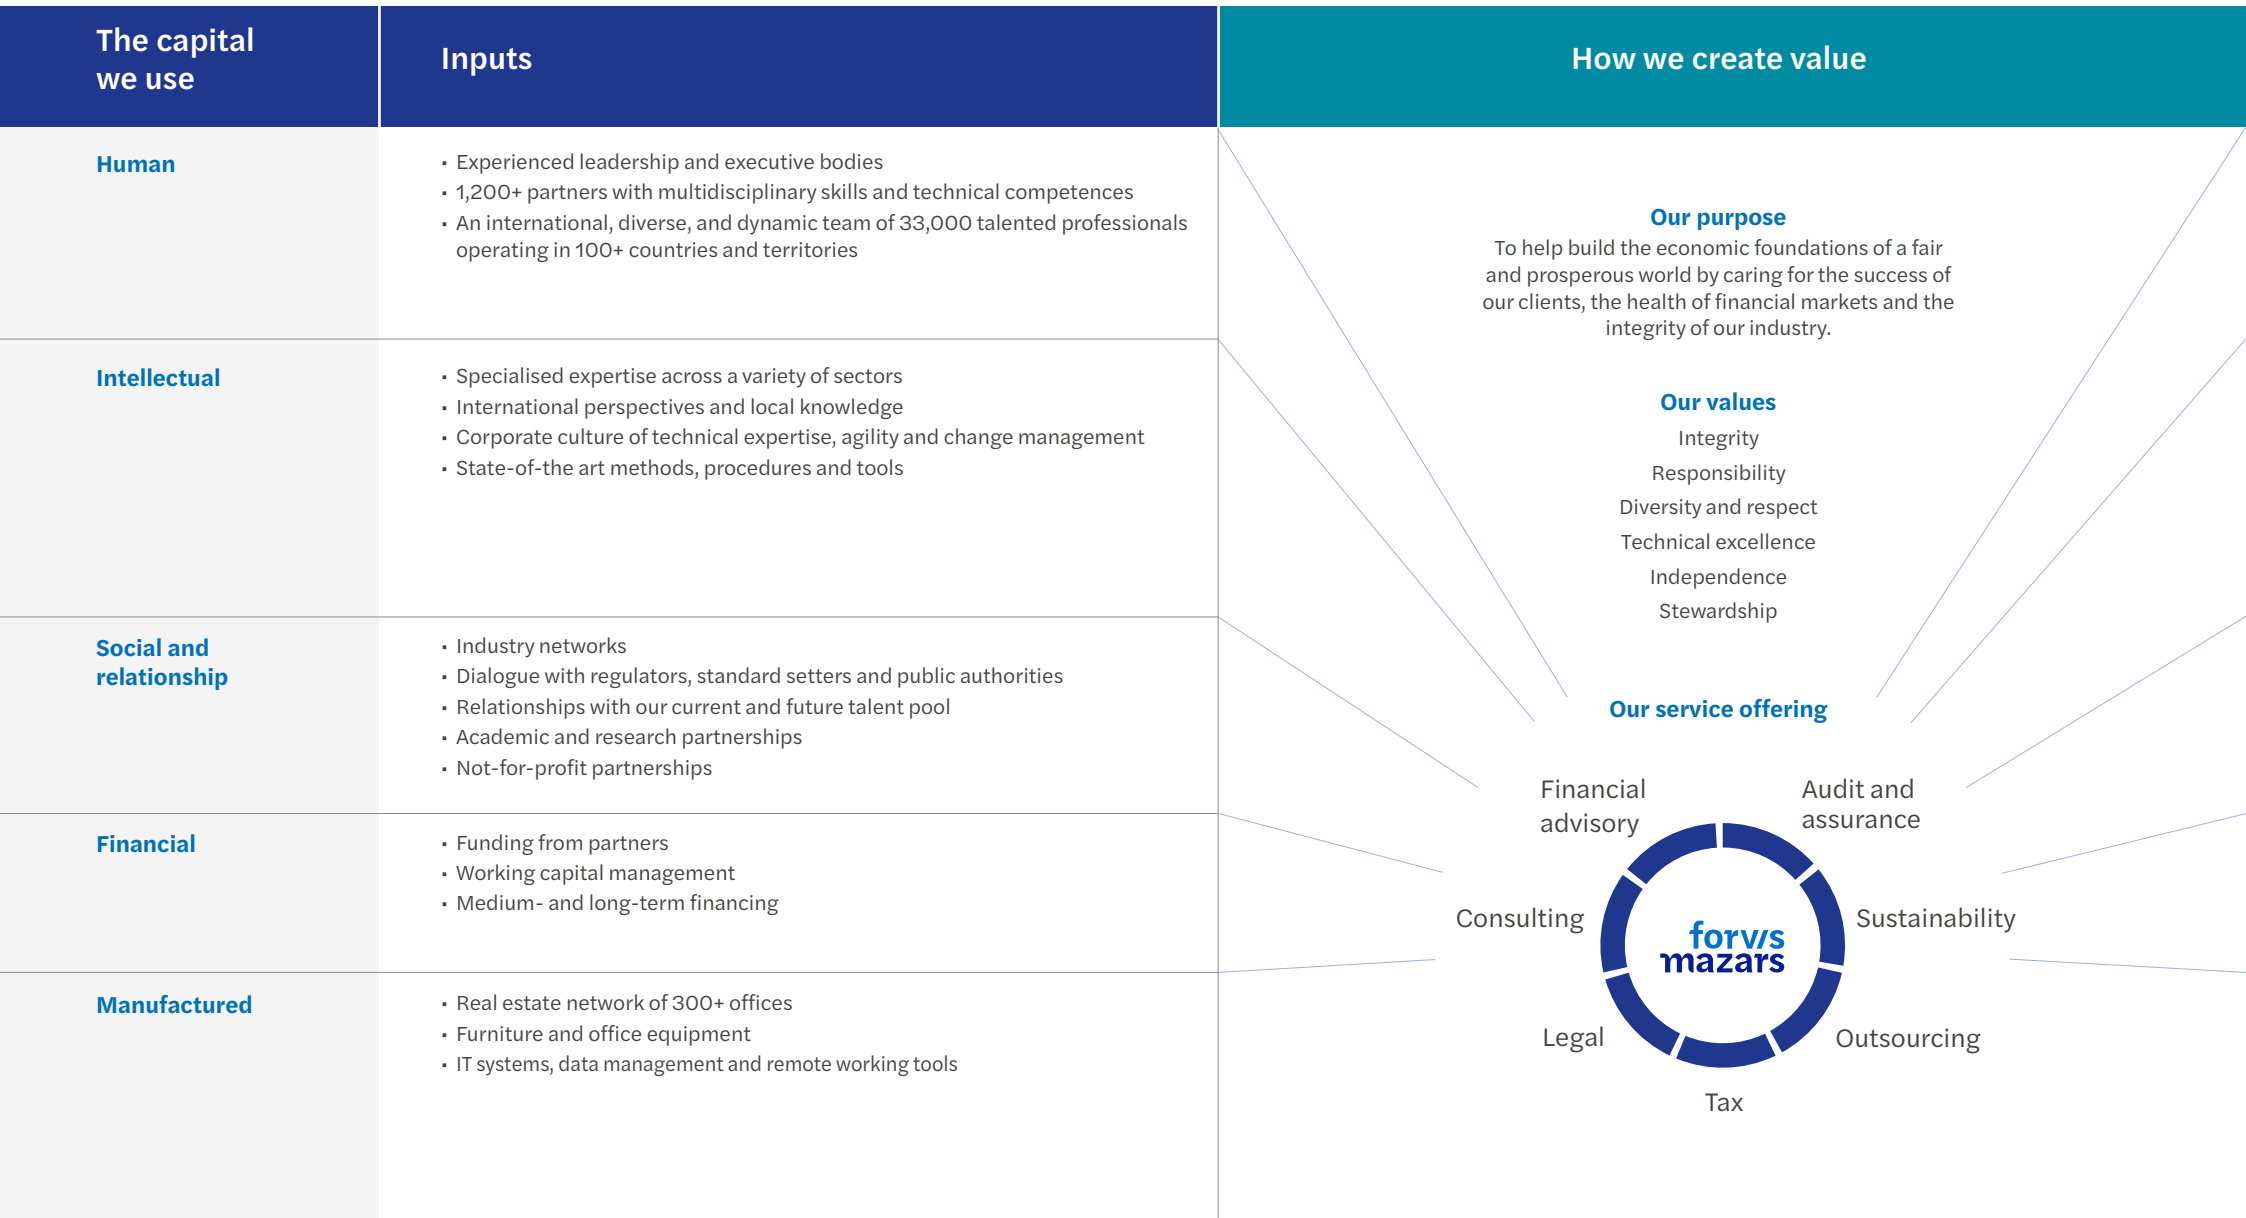 The capital
we use
Inputs
How we create value
Human
▪ Experienced leadership and executive bodies
▪ 1,200+ partners with multidisciplinary skills and technical competences
▪ An international, diverse, and dynamic team of 33,000 talented professionals
operating in 100+ countries and territories
Intellectual
▪ Specialised expertise across a variety of sectors
▪ International perspectives and local knowledge
▪ Corporate culture of technical expertise, agility and change management
▪ State-of-the art methods, procedures and tools
Social and
relationship
▪ Industry networks
▪ Dialogue with regulators, standard setters and public authorities
▪ Relationships with our current and future talent pool
▪ Academic and research partnerships
▪ Not-for-profit partnerships
Financial
▪ Funding from partners
▪ Working capital management
▪ Medium- and long-term financing
Manufactured
▪ Real estate network of 300+ offices
▪ Furniture and office equipment
▪ IT systems, data management and remote working tools
Our purpose
To help build the economic foundations of a fair
and prosperous world by caring for the success of
our clients, the health of financial markets and the
integrity of our industry.
Our values
Integrity
Responsibility
Diversity and respect
Technical excellence
Independence
Stewardship
Our service offering
Financial
advisory
Audit and
assurance
Consulting
Sustainability
forvis
mazars
Legal
Outsourcing
Tax